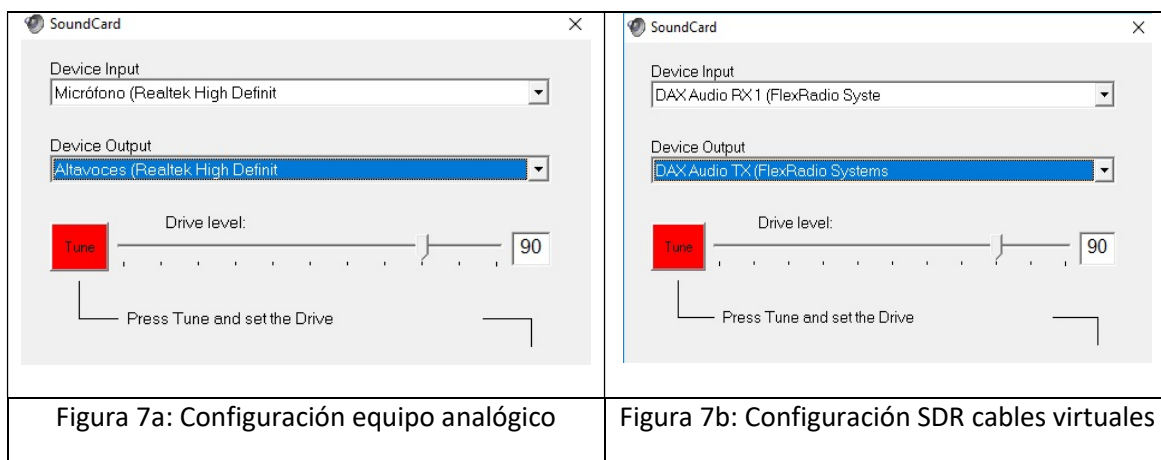 SoundCard
Device Input
Micrófono (Realtek High Definit
Device Output
Altavoces (Realtek High Definit
Drive level:
Tune
90
Press Tune and set the Drive
Figura 7a: Configuración equipo analógico
SoundCard
Device Input
DAX Audio RX 1 (FlexRadio Syste
Device Output
DAX Audio TX (FlexRadio Systems
Drive level:
Tune
90
Press Tune and set the Drive
Figura 7b: Configuración SDR cables virtuales